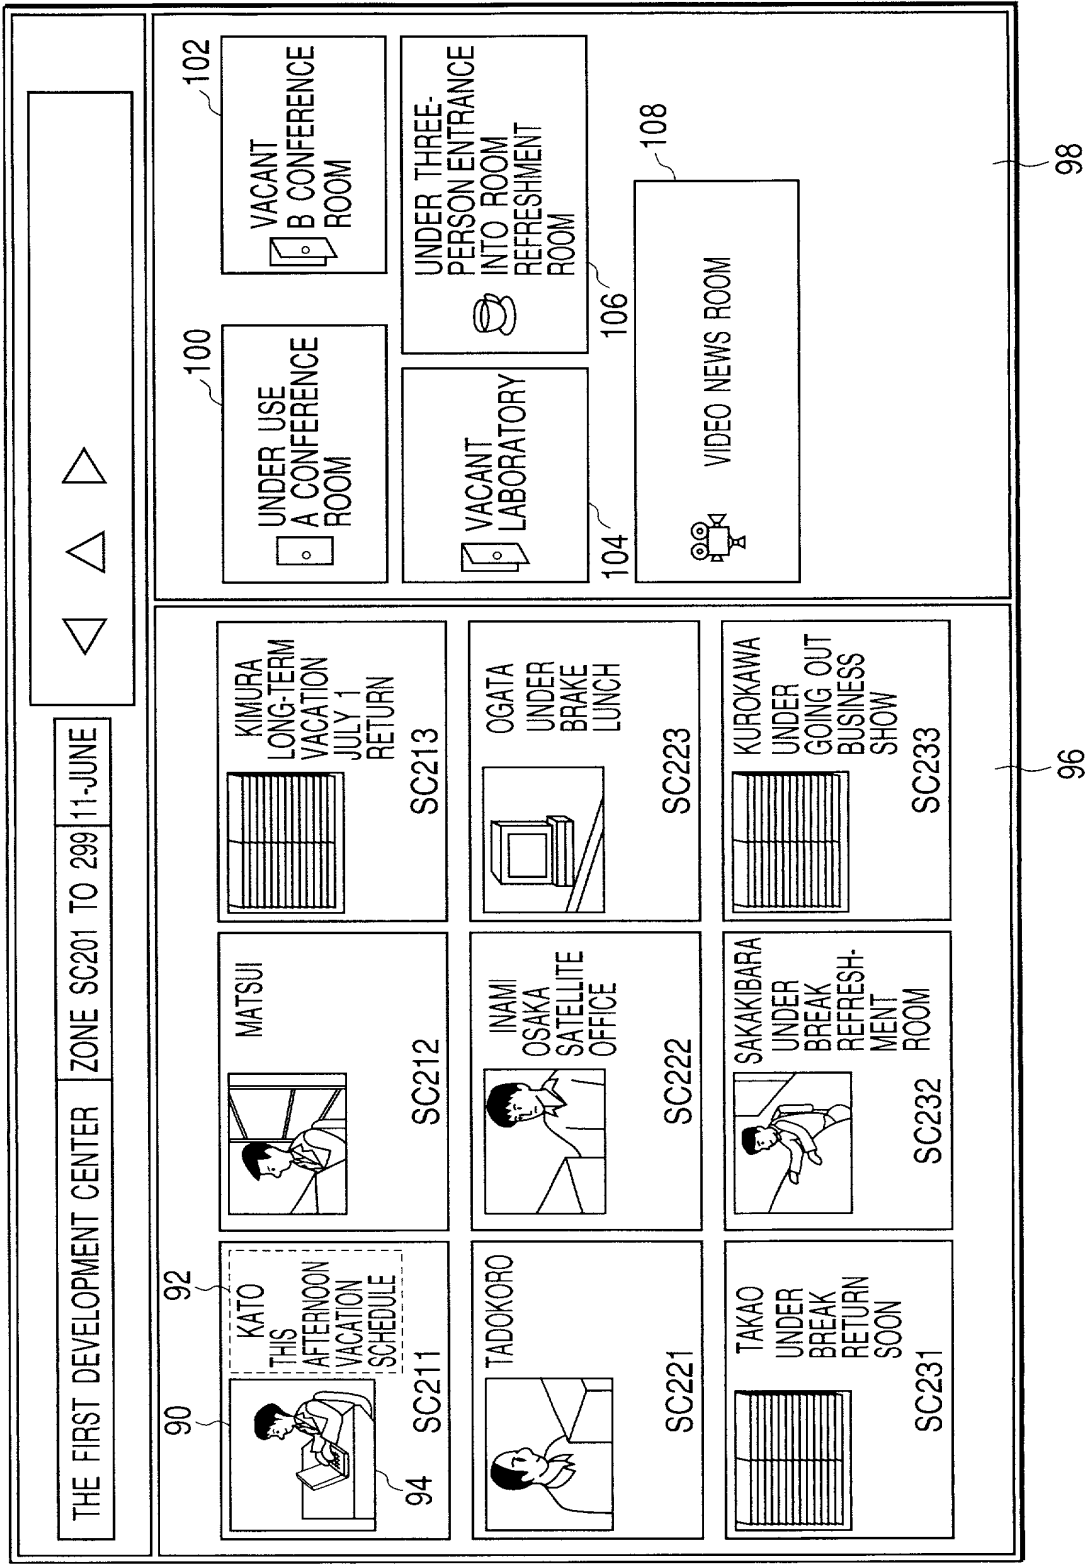 THE FIRST DEVELOPMENT CENTER
ZONE SC201 TO 299
11-JUNE
90
92
KATO
THIS
AFTERNOON
VACATION
SCHEDULE
SC211
94
MATSUI
SC212
KIMURA
LONG-TERM
VACATION
JULY 1
RETURN
SC213
TADOKORO
SC221
INAMI
OSAKA
SATELLITE
OFFICE
SC222
OGATA
UNDER
BRAKE
LUNCH
SC223
TAKAO
UNDER
BREAK
RETURN
SOON
SC231
SAKAKIBARA
UNDER
BREAK
REFRESH-
MENT
ROOM
SC232
KUROKAWA
UNDER
GOING OUT
BUSINESS
SHOW
SC233
96
100
UNDER USE
A CONFERENCE
ROOM
102
VACANT
B CONFERENCE
ROOM
VACANT
LABORATORY
104
UNDER THREE-
PERSON ENTRANCE
INTO ROOM
REFRESHMENT
ROOM
106
108
VIDEO NEWS ROOM
98